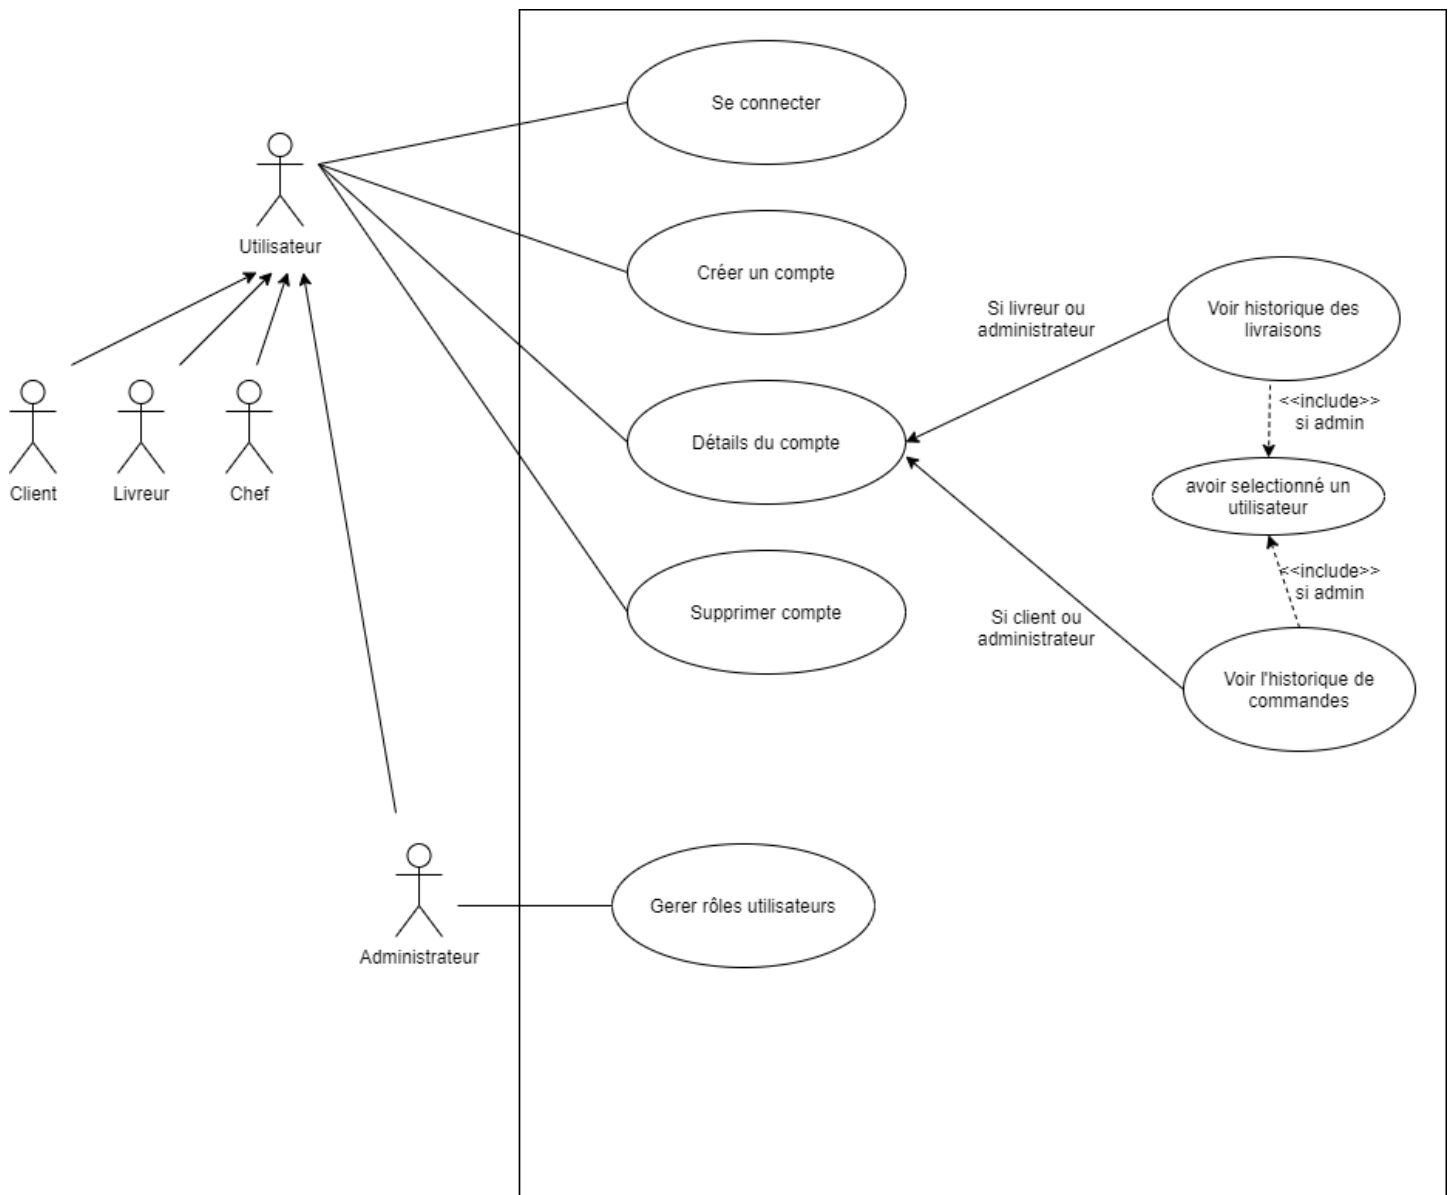 Se connecter
Utilisateur
Créer un compte
Si livreur ou
administrateur
Voir historique des
livraisons
<<include>>
si admin
Détails du compte
Client
Livreur
Chef
avoir selectionné un
utilisateur
<<include>>
si admin
Supprimer compte
Si client ou
administrateur
Voir l'historique de
commandes
Gerer rôles utilisateurs
Administrateur